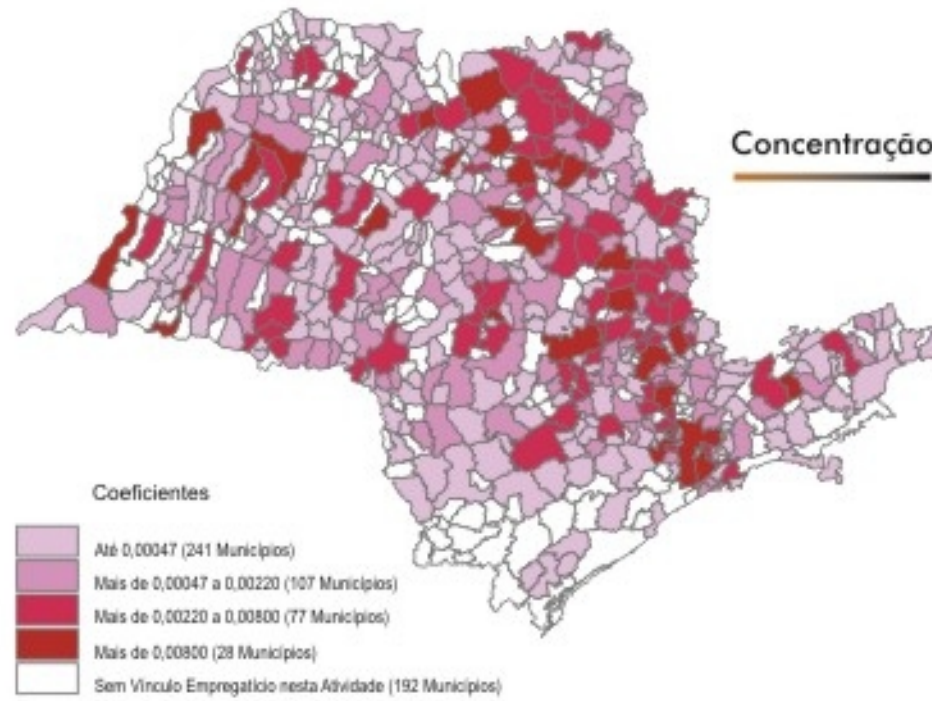 Concentração
Coeficientes
Até 0,00047 (241 Municípios)
Mais de 0,00047 a 0,00220 (107 Municípios)
Mais de 0,00220 a 0,00800 (77 Municípios)
Mais de 0,00800 (28 Municípios)
Sem Vínculo Empregatício nesta Atividade (192 Municípios)